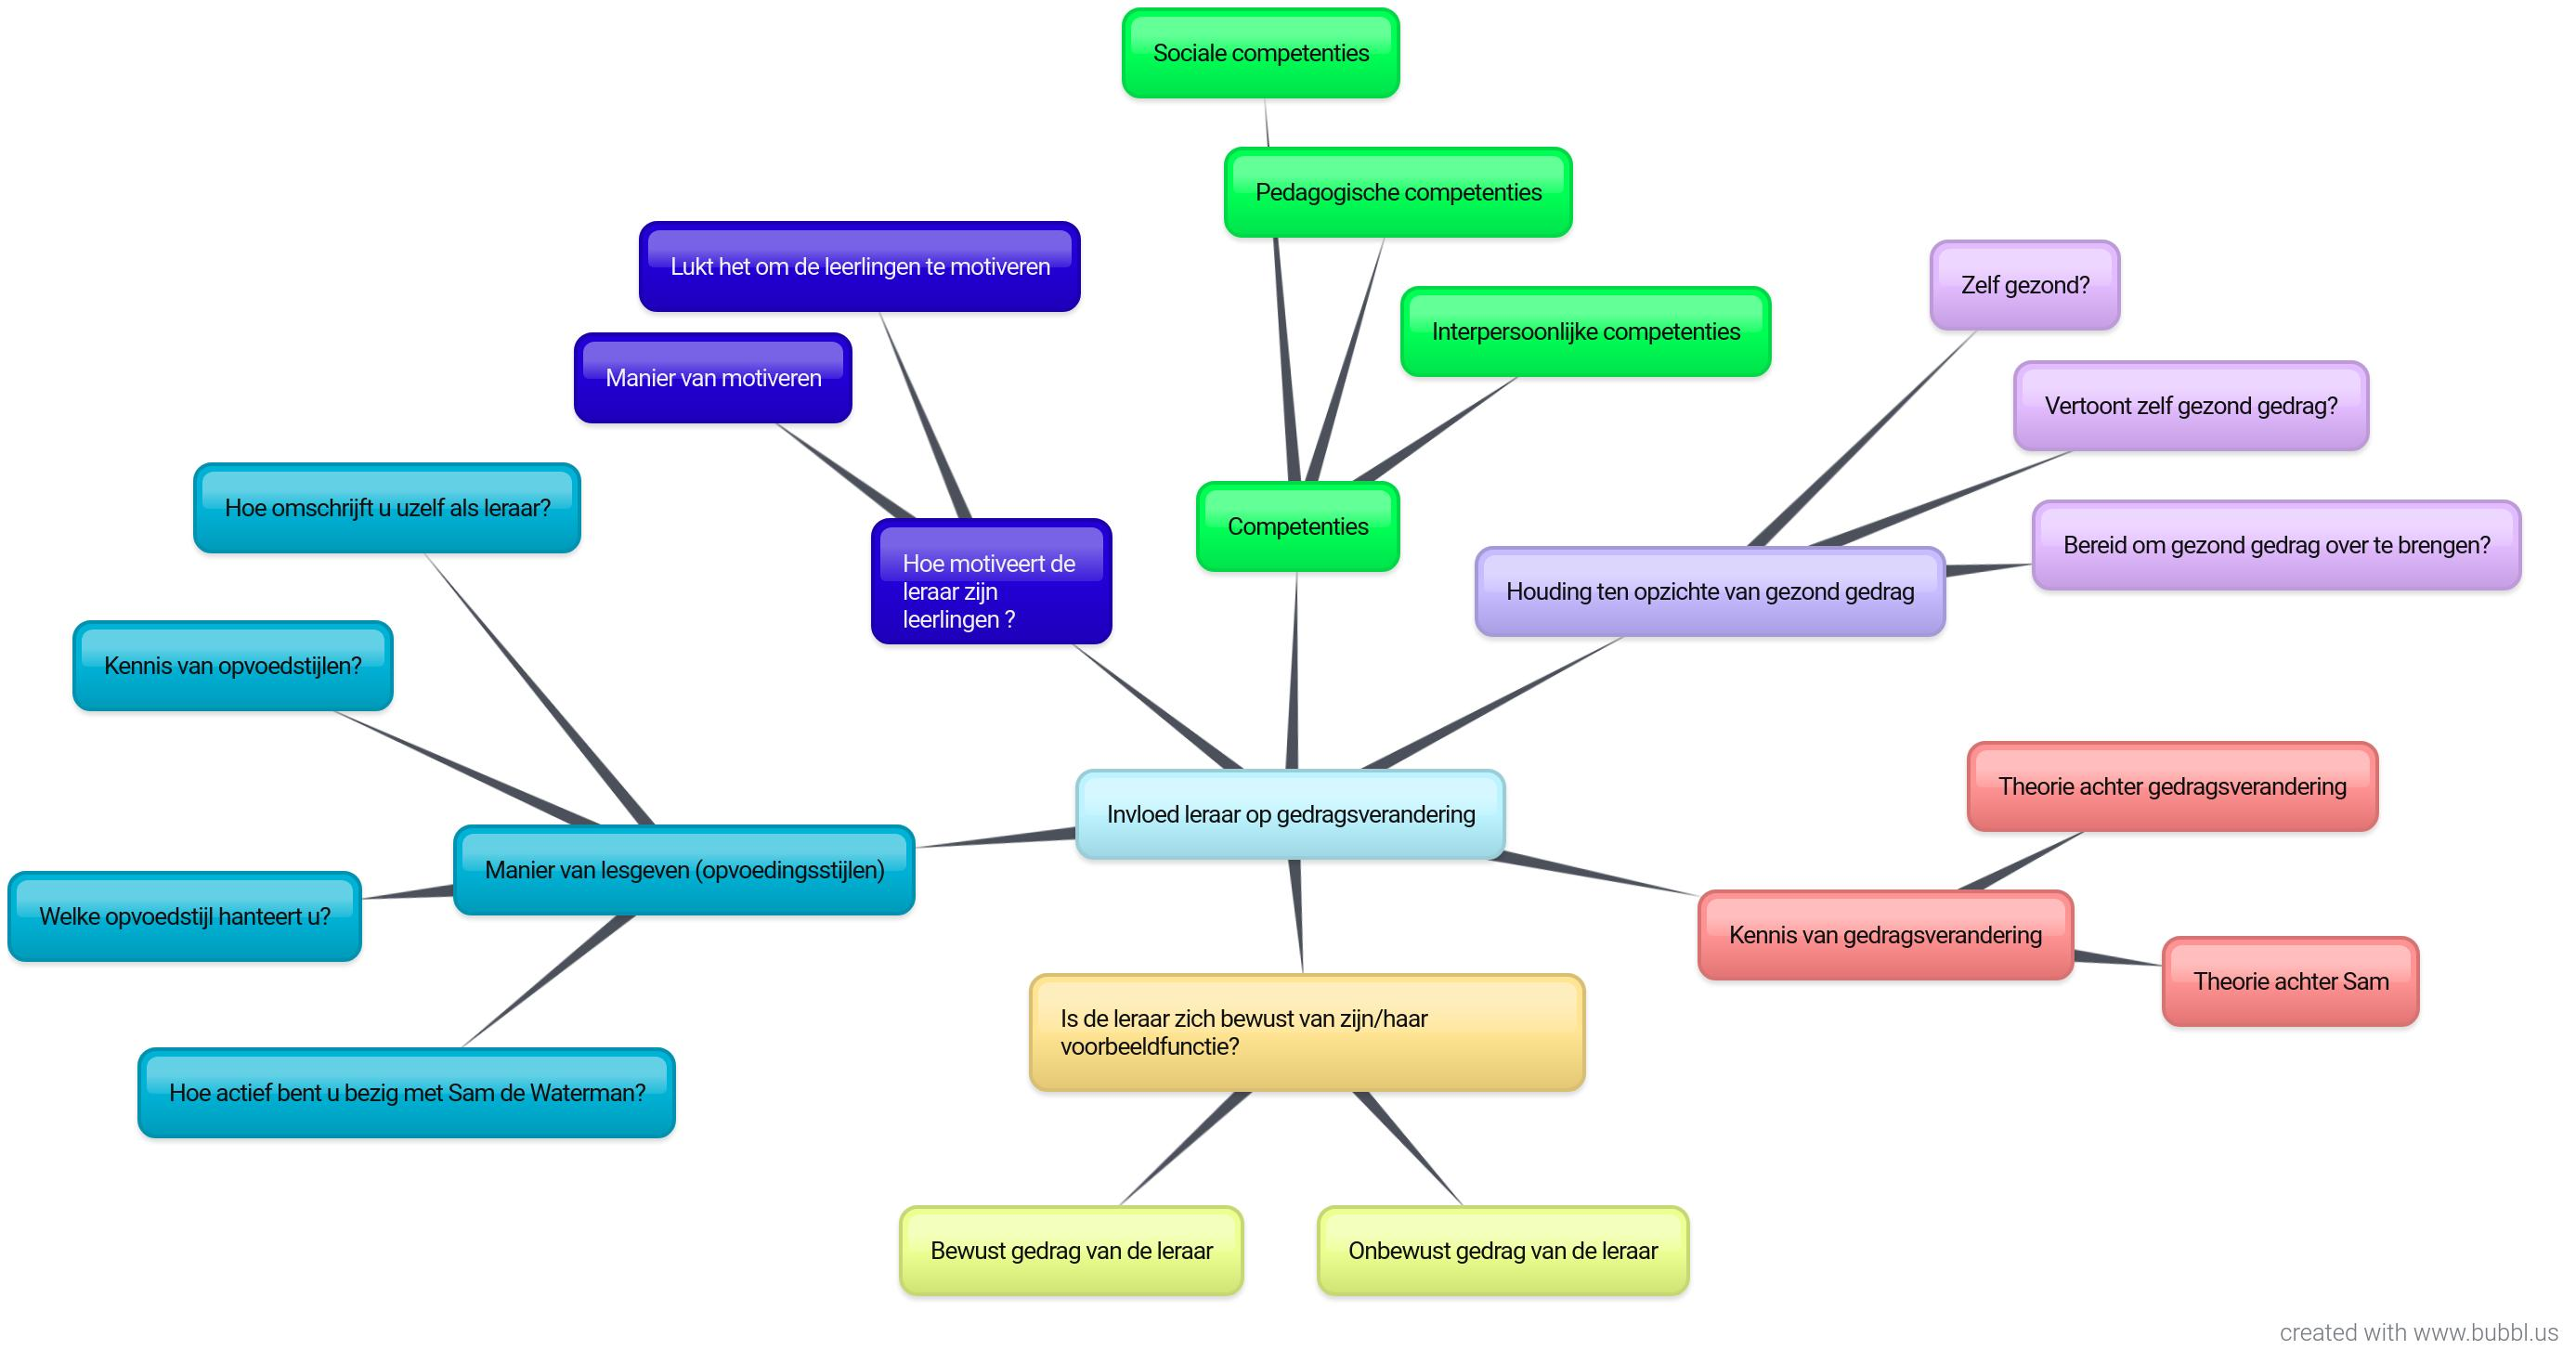 Sociale competenties
Pedagogische competenties
Interpersoonlijke competenties
Competenties
Lukt het om de leerlingen te motiveren
Manier van motiveren
Hoe motiveert de
leraar zijn
leerlingen ?
Zelf gezond?
Vertoont zelf gezond gedrag?
Bereid om gezond gedrag over te brengen?
Houding ten opzichte van gezond gedrag
Hoe omschrijft u uzelf als leraar?
Kennis van opvoedstijlen?
Welke opvoedstijl hanteert u?
Manier van lesgeven (opvoedingsstijlen)
Hoe actief bent u bezig met Sam de Waterman?
Invloed leraar op gedragsverandering
Theorie achter gedragsverandering
Kennis van gedragsverandering
Theorie achter Sam
Is de leraar zich bewust van zijn/haar
voorbeeldfunctie?
Bewust gedrag van de leraar
Onbewust gedrag van de leraar
created with www.bubbl.us